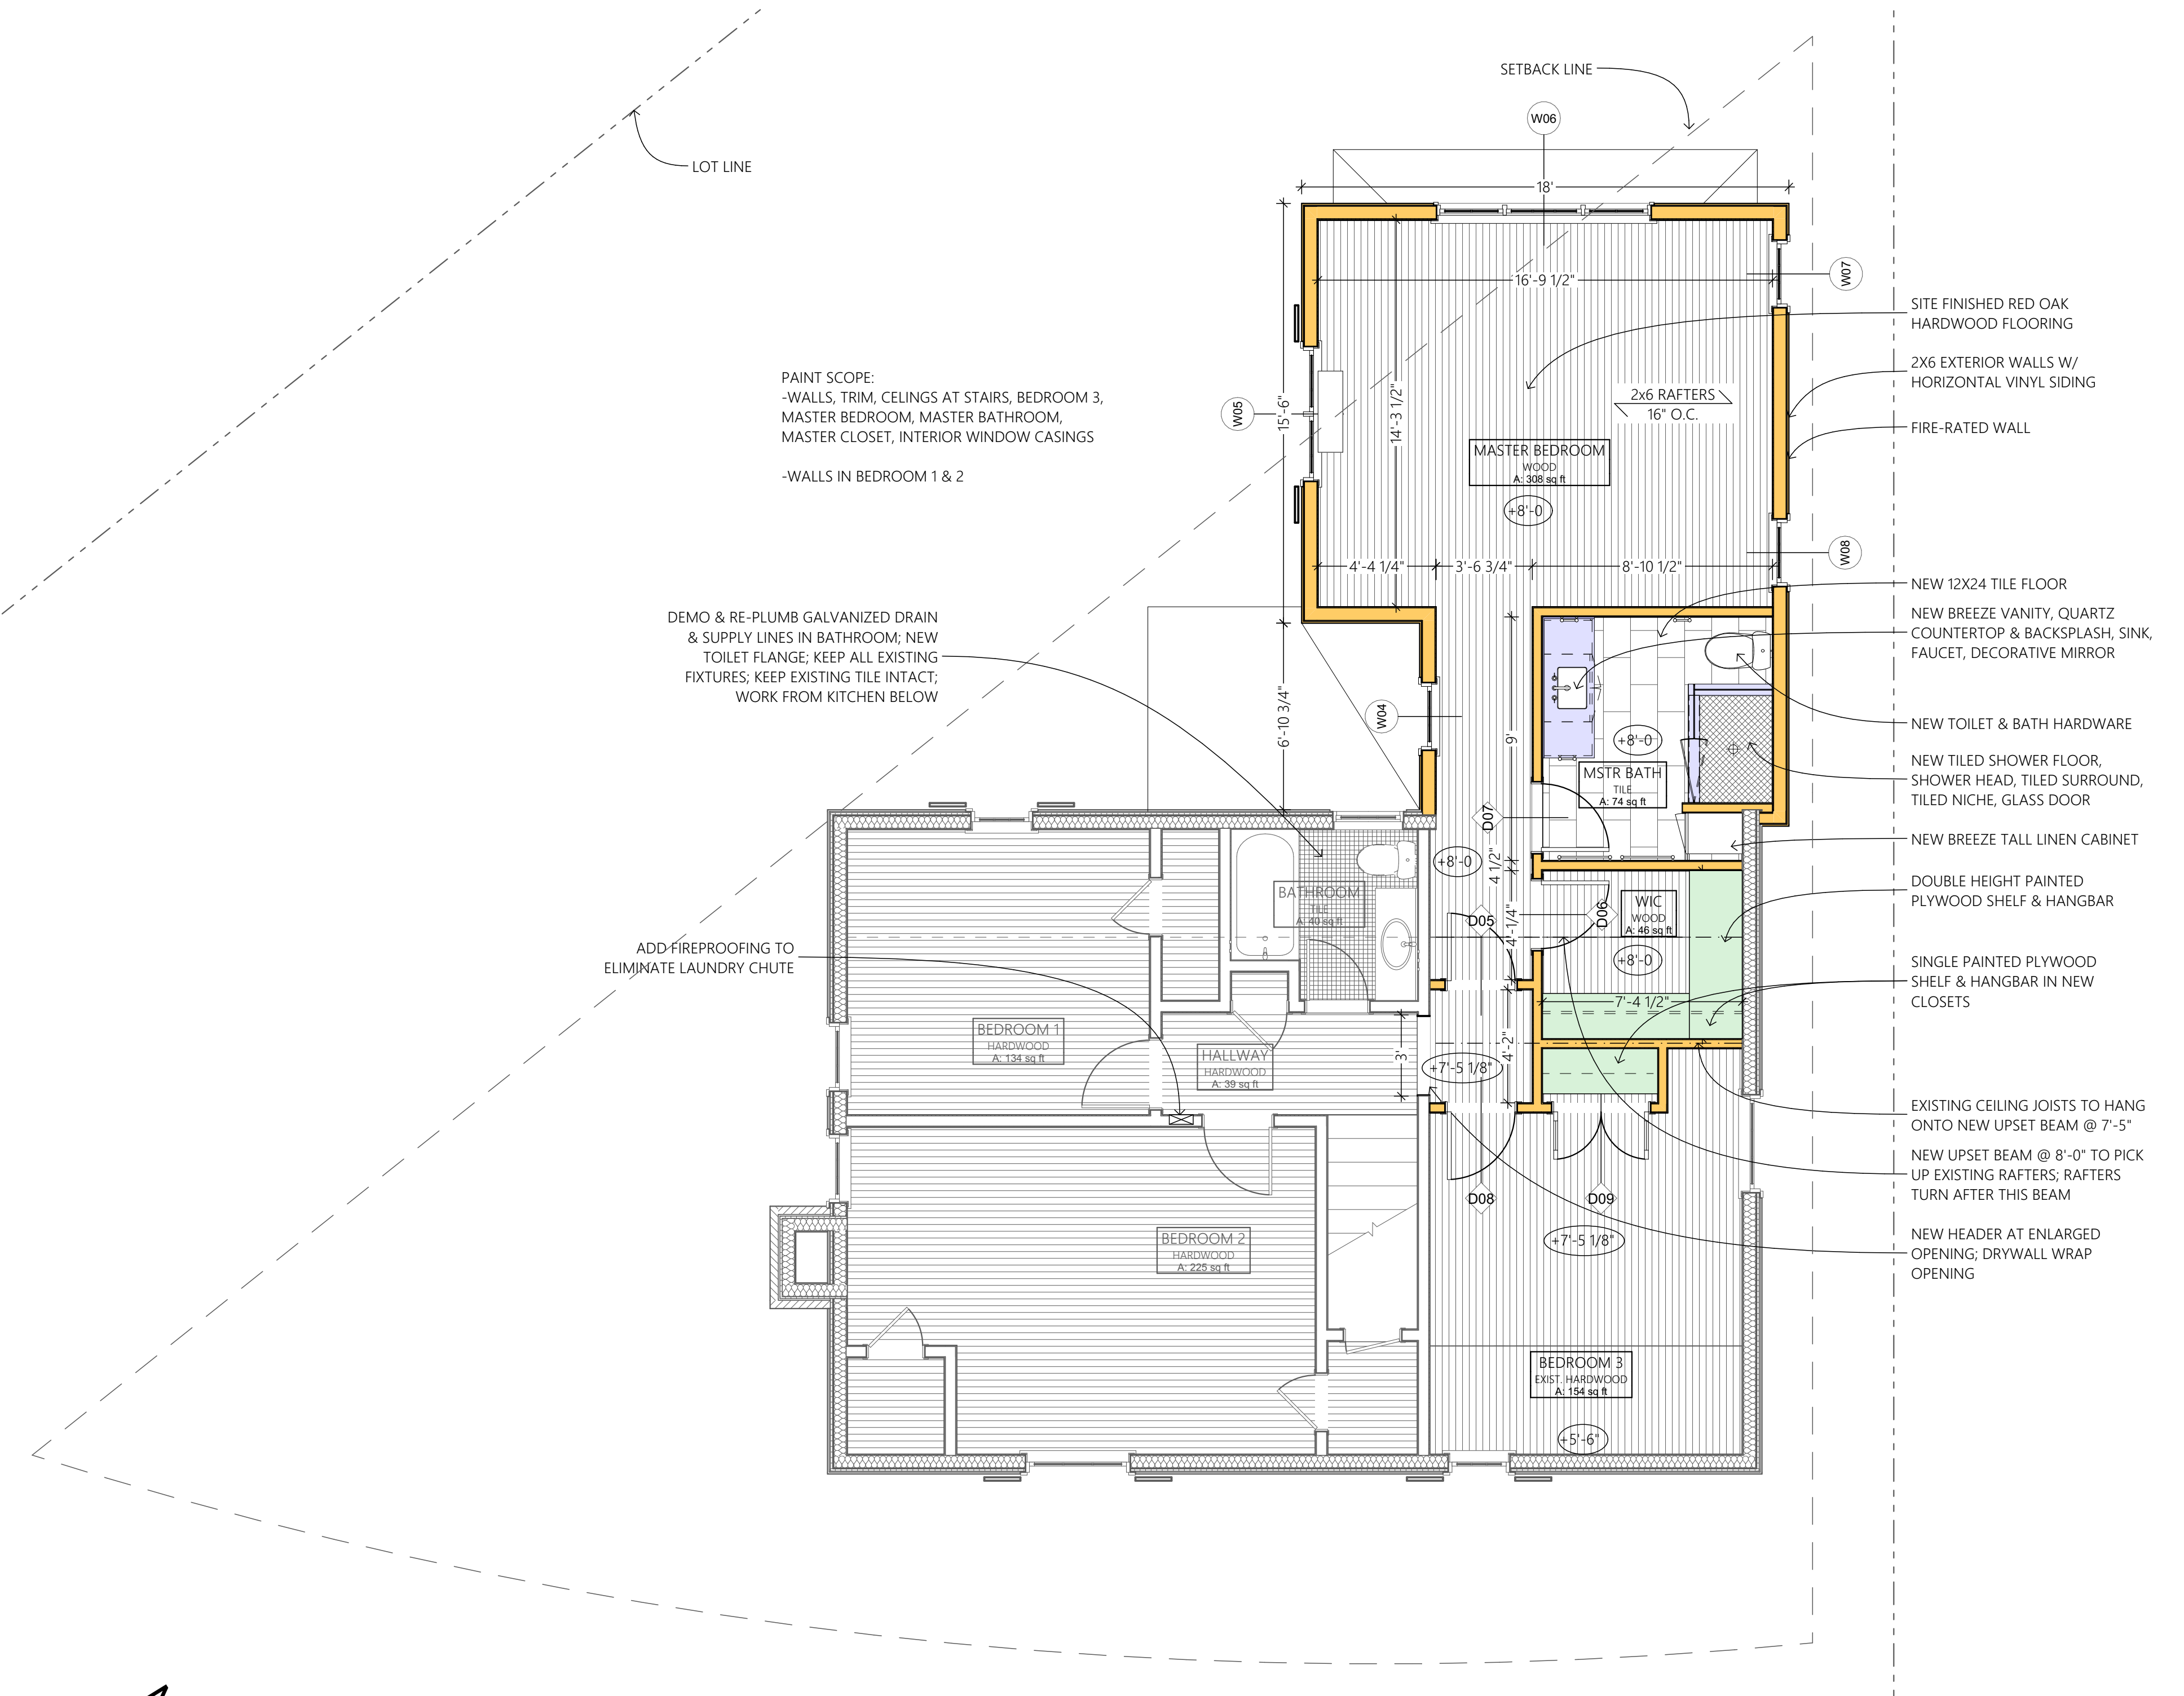 SETBACK LINE
W06
LOT LINE
18'
W07
16'-9 1/2"
SITE FINISHED RED OAK
HARDWOOD FLOORING
2X6 EXTERIOR WALLS W/
HORIZONTAL VINYL SIDING
PAINT SCOPE:
-WALLS, TRIM, CELINGS AT STAIRS, BEDROOM 3,
MASTER BEDROOM, MASTER BATHROOM,
MASTER CLOSET, INTERIOR WINDOW CASINGS
-WALLS IN BEDROOM 1 & 2
W05
15'-6"
14'-3 1/2"
2x6 RAFTERS
16" O.C.
FIRE-RATED WALL
MASTER BEDROOM
WOOD
A: 308 sq ft
+8'-0
W08
4'-4 1/4"
3'-6 3/4"
8'-10 1/2"
NEW 12X24 TILE FLOOR
NEW BREEZE VANITY, QUARTZ
COUNTERTOP & BACKSPLASH, SINK,
FAUCET, DECORATIVE MIRROR
DEMO & RE-PLUMB GALVANIZED DRAIN
& SUPPLY LINES IN BATHROOM; NEW
TOILET FLANGE; KEEP ALL EXISTING
FIXTURES; KEEP EXISTING TILE INTACT;
WORK FROM KITCHEN BELOW
6'-10 3/4"
W04
9'
+8'-0
NEW TOILET & BATH HARDWARE
MSTR BATH
TILE
A: 74 sq ft
NEW TILED SHOWER FLOOR,
SHOWER HEAD, TILED SURROUND,
TILED NICHE, GLASS DOOR
D07
NEW BREEZE TALL LINEN CABINET
+8'-0
4 1/2"
BATHROOM
TILE
A: 40 sq ft
DOUBLE HEIGHT PAINTED
PLYWOOD SHELF & HANGBAR
WIC
WOOD
A: 46 sq ft
D05
D06
4'-1/4"
+8'-0
ADD FIREPROOFING TO
ELIMINATE LAUNDRY CHUTE
SINGLE PAINTED PLYWOOD
SHELF & HANGBAR IN NEW
CLOSETS
7'-4 1/2"
BEDROOM 1
HARDWOOD
A: 134 sq ft
HALLWAY
HARDWOOD
A: 39 sq ft
3'
+7'-5 1/8"
4'-2"
EXISTING CEILING JOISTS TO HANG
ONTO NEW UPSET BEAM @ 7'-5"
NEW UPSET BEAM @ 8'-0" TO PICK
UP EXISTING RAFTERS; RAFTERS
TURN AFTER THIS BEAM
D08
D09
BEDROOM 2
HARDWOOD
A: 225 sq ft
+7'-5 1/8"
NEW HEADER AT ENLARGED
OPENING; DRYWALL WRAP
OPENING
BEDROOM 3
EXIST. HARDWOOD
A: 154 sq ft
+5'-6"